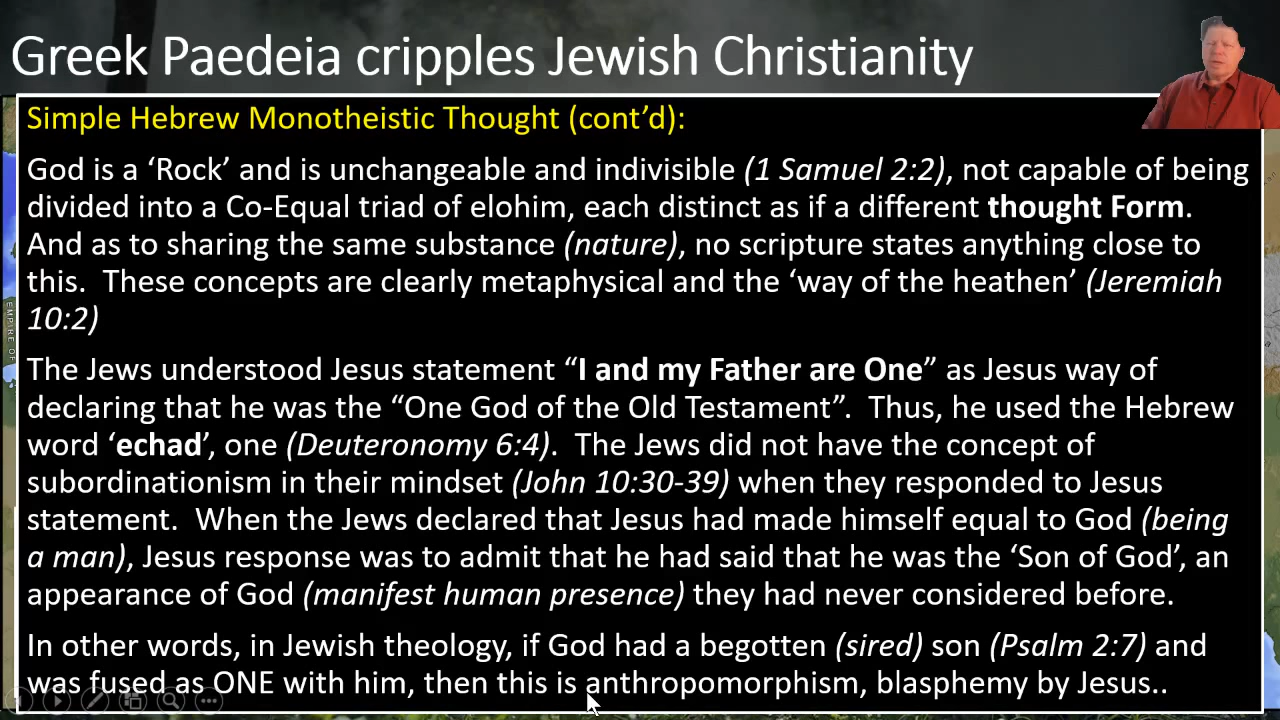 Greek Paedeia cripples Jewish Christianity
Simple Hebrew Monotheistic Thought (cont’d):
God is a ‘Rock’ and is unchangeable and indivisible (1 Samuel 2:2), not capable of being
divided into a Co-Equal triad of elohim, each distinct as if a different thought Form.
And as to sharing the same substance (nature), no scripture states anything close to
this.  These concepts are clearly metaphysical and the ‘way of the heathen’ (Jeremiah
10:2)
The Jews understood Jesus statement “I and my Father are One” as Jesus way of
declaring that he was the “One God of the Old Testament”.  Thus, he used the Hebrew
word ‘echad’, one (Deuteronomy 6:4).  The Jews did not have the concept of
subordinationism in their mindset (John 10:30-39) when they responded to Jesus
statement.  When the Jews declared that Jesus had made himself equal to God (being
a man), Jesus response was to admit that he had said that he was the ‘Son of God’, an
appearance of God (manifest human presence) they had never considered before.
In other words, in Jewish theology, if God had a begotten (sired) son (Psalm 2:7) and
was fused as ONE with him, then this is anthropomorphism, blasphemy by Jesus..
EMPIRE OF